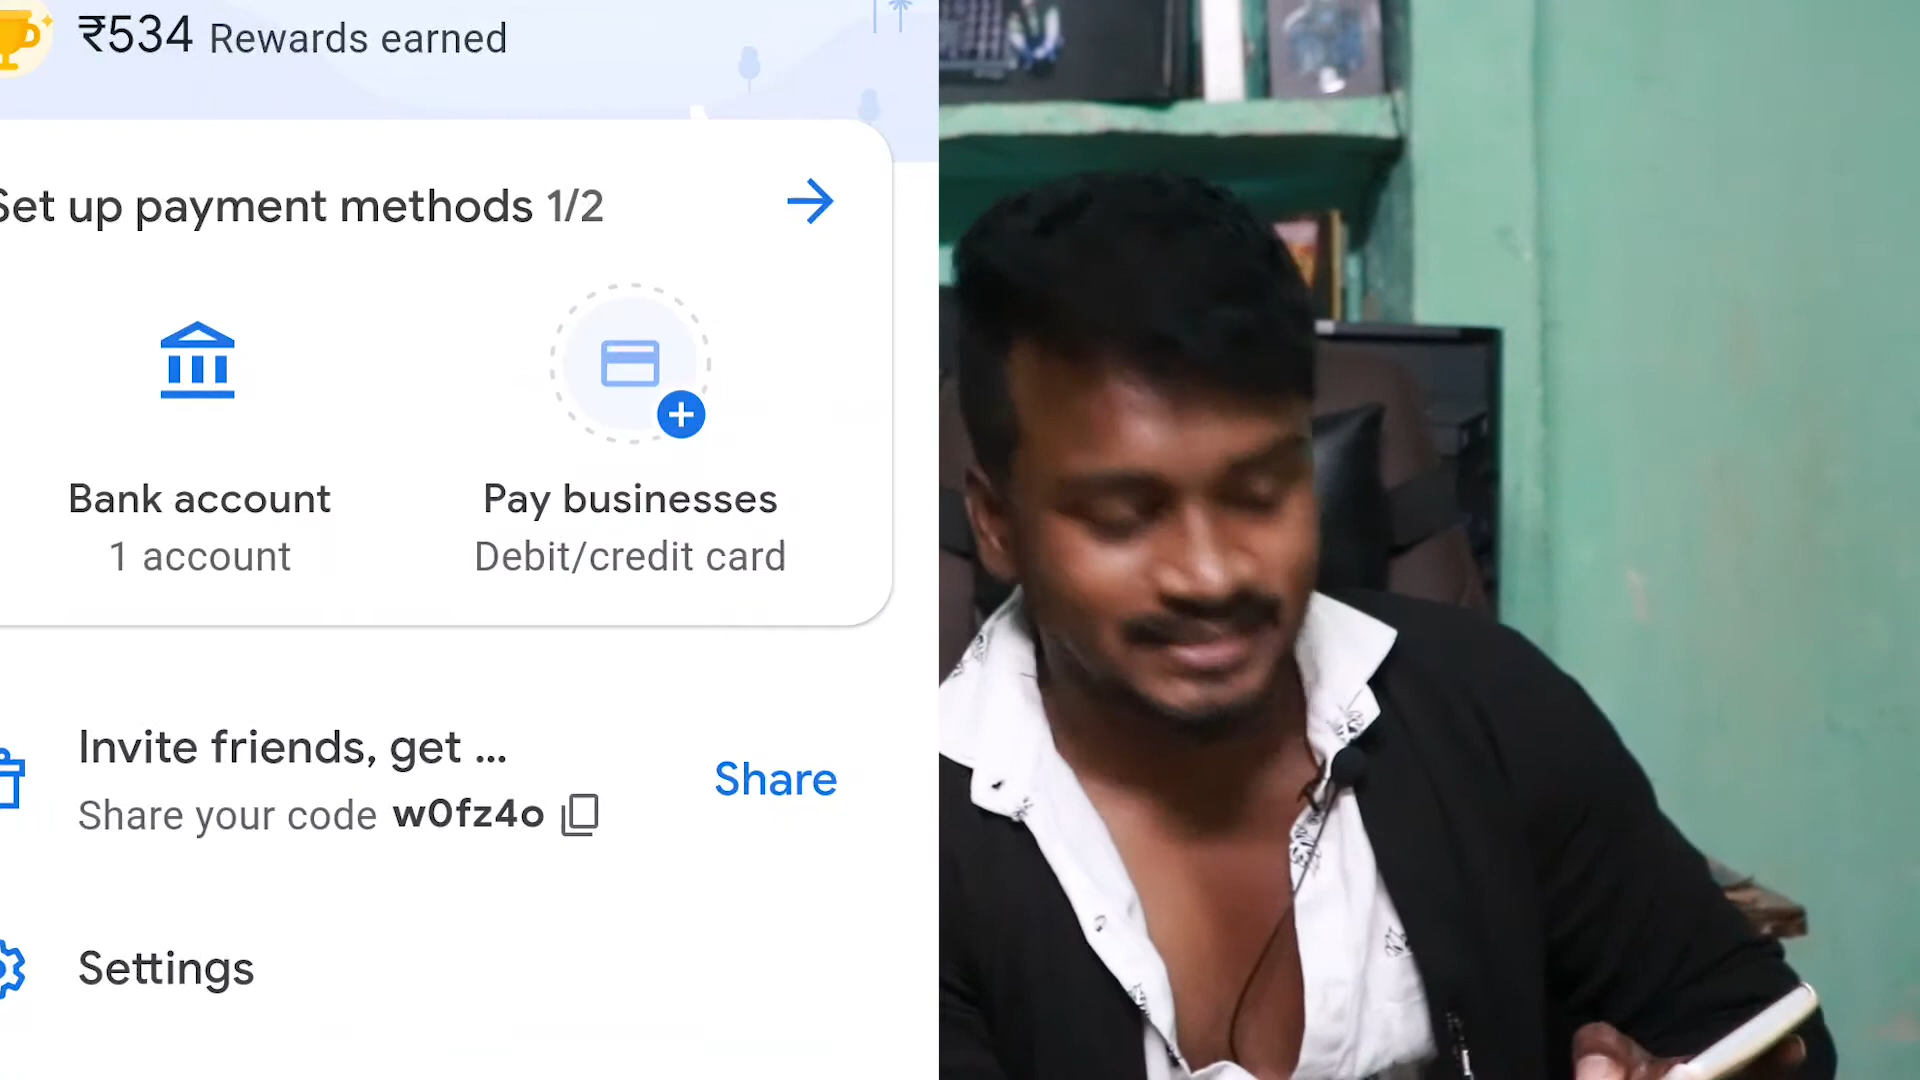 ₹534 Rewards earned
Set up payment methods 1/2
Bank account
1 account
Pay businesses
Debit/credit card
Invite friends, get ...
Share your code w0fz4o
Share
Settings